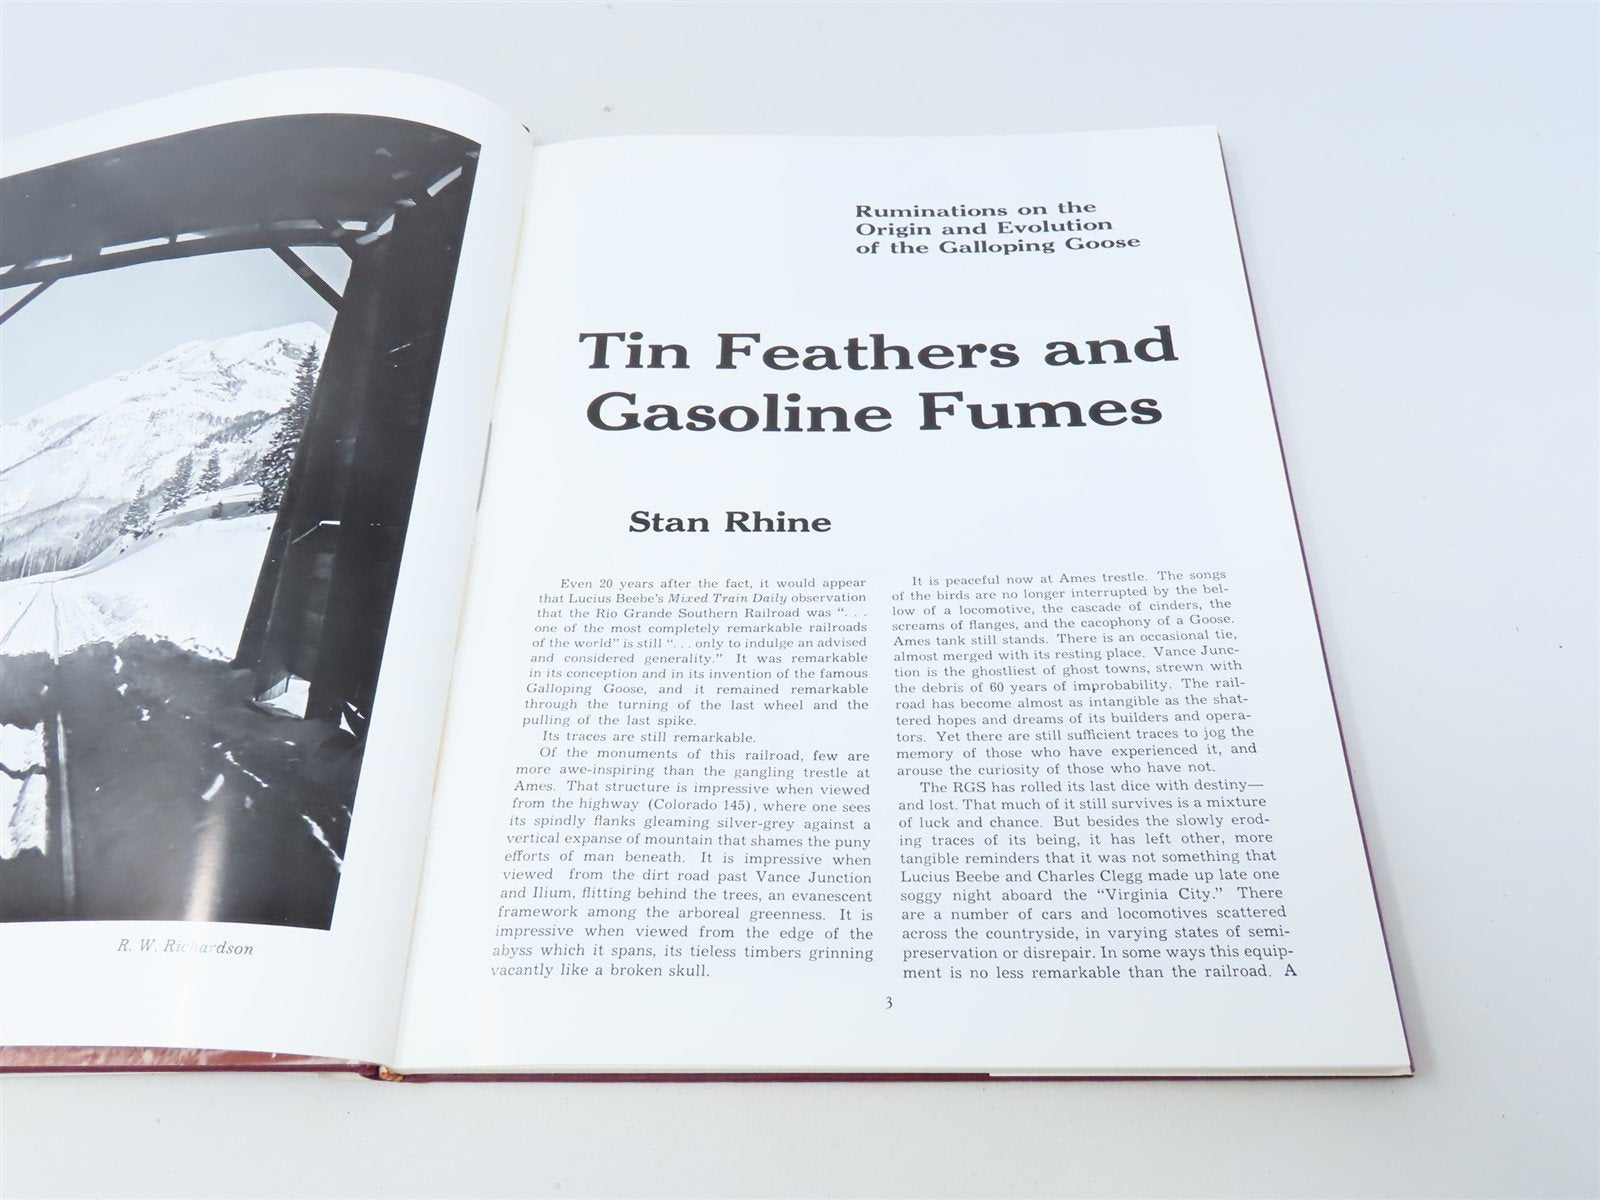 R. W. Richardson
Ruminations on the
Origin and Evolution
of the Galloping Goose
Tin Feathers and
Gasoline Fumes
Stan Rhine
Even 20 years after the fact, it would appear
that Lucius Beebe's Mixed Train Daily observation
that the Rio Grande Southern Railroad was “. . .
one of the most completely remarkable railroads
of the world” is still “. . . only to indulge an advised
and considered generality.” It was remarkable
in its conception and in its invention of the famous
Galloping Goose, and it remained remarkable
through the turning of the last wheel and the
pulling of the last spike.
Its traces are still remarkable.
Of the monuments of this railroad, few are
more awe-inspiring than the gangling trestle at
Ames. That structure is impressive when viewed
from the highway (Colorado 145), where one sees
its spindly flanks gleaming silver-grey against a
vertical expanse of mountain that shames the puny
efforts of man beneath. It is impressive when
viewed from the dirt road past Vance Junction
and Ilium, flitting behind the trees, an evanescent
framework among the arboreal greenness. It is
impressive when viewed from the edge of the
abyss which it spans, its tieless timbers grinning
vacantly like a broken skull.
It is peaceful now at Ames trestle. The songs
of the birds are no longer interrupted by the bel-
low of a locomotive, the cascade of cinders, the
screams of flanges, and the cacophony of a Goose.
Ames tank still stands. There is an occasional tie,
almost merged with its resting place. Vance Junc-
tion is the ghostliest of ghost towns, strewn with
the debris of 60 years of improbability. The rail-
road has become almost as intangible as the shat-
tered hopes and dreams of its builders and opera-
tors. Yet there are still sufficient traces to jog the
memory of those who have experienced it, and
arouse the curiosity of those who have not.
The RGS has rolled its last dice with destiny—
and lost. That much of it still survives is a mixture
of luck and chance. But besides the slowly erod-
ing traces of its being, it has left other, more
tangible reminders that it was not something that
Lucius Beebe and Charles Clegg made up late one
soggy night aboard the “Virginia City.” There
are a number of cars and locomotives scattered
across the countryside, in varying states of semi-
preservation or disrepair. In some ways this equip-
ment is no less remarkable than the railroad. A
3